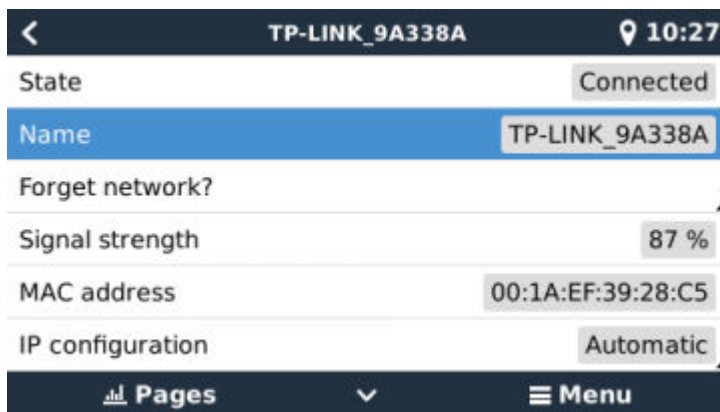 TP-LINK_9A338A 10:27
State Connected
Name TP-LINK_9A338A
Forget network?
Signal strength 87 %
MAC address 00:1A:EF:39:28:C5
IP configuration Automatic
Pages Menu